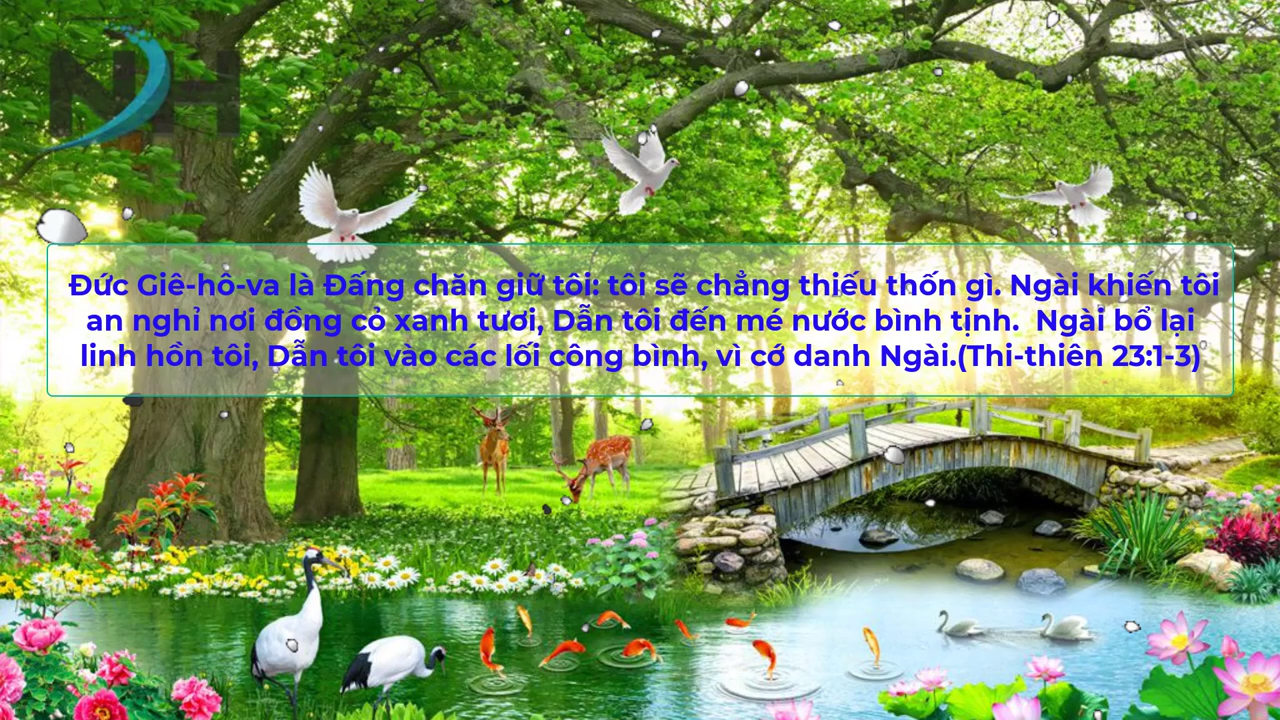 NH
Đức Giê-hô-va là Đấng chăn giữ tôi: tôi sẽ chẳng thiếu thốn gì. Ngài khiến tôi
an nghỉ nơi đồng cỏ xanh tươi, Dẫn tôi đến mé nước bình tịnh.  Ngài bổ lại
linh hồn tôi, Dẫn tôi vào các lối công bình, vì cớ danh Ngài.(Thi-thiên 23:1-3)